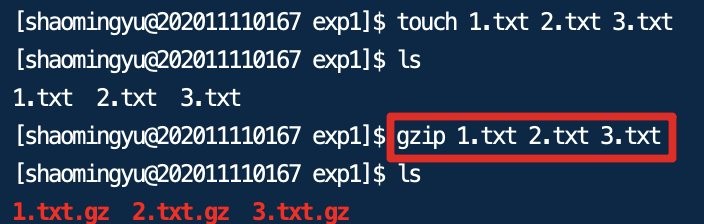 [shaomingyu@202011110167 exp1]$ touch 1.txt 2.txt 3.txt
[shaomingyu@202011110167 exp1]$ ls
1.txt  2.txt  3.txt
[shaomingyu@202011110167 exp1]$ gzip 1.txt 2.txt 3.txt
[shaomingyu@202011110167 exp1]$ ls
1.txt.gz  2.txt.gz  3.txt.gz